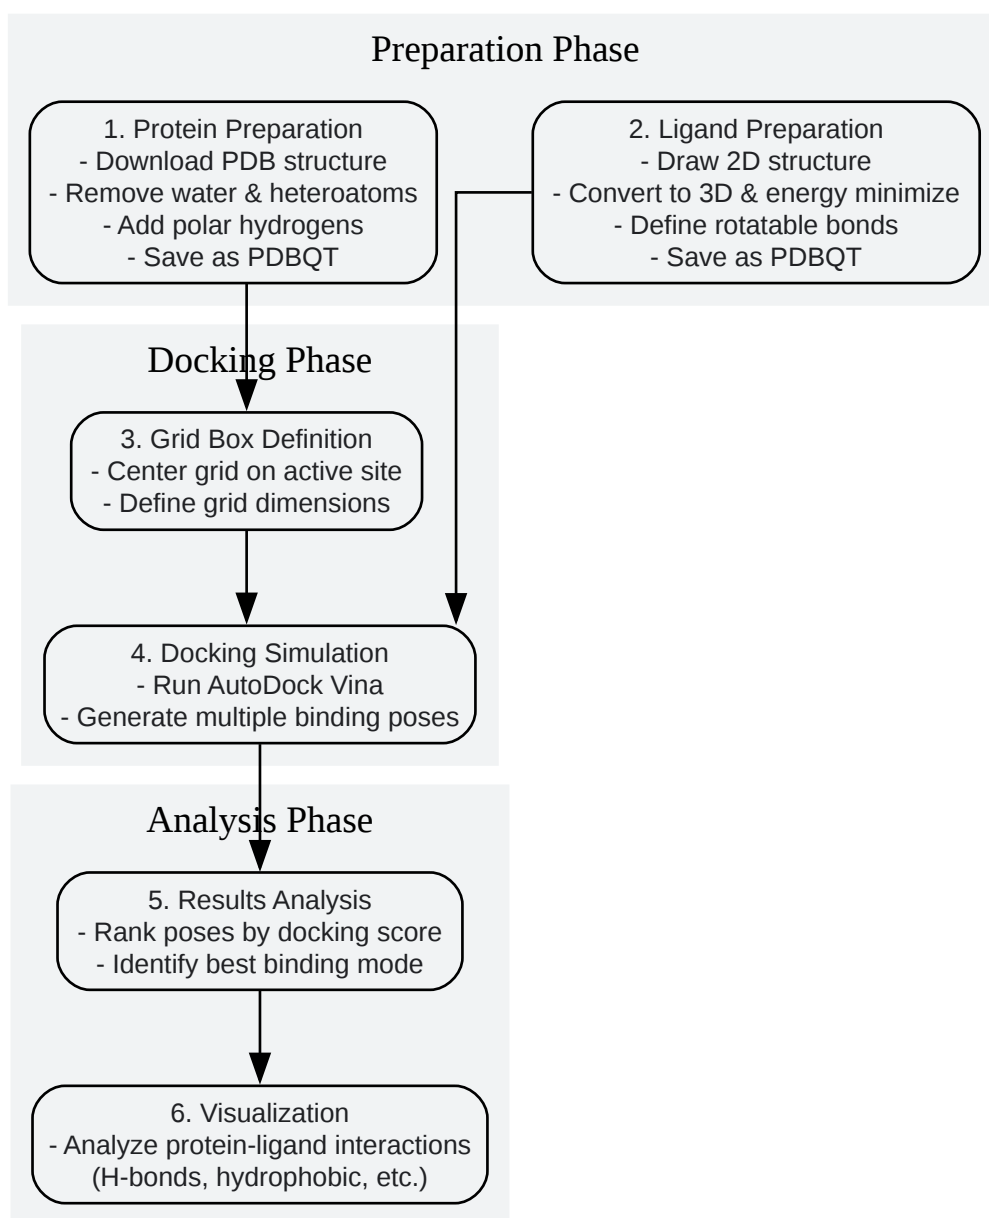 Preparation Phase
1. Protein Preparation
- Download PDB structure
- Remove water & heteroatoms
- Add polar hydrogens
- Save as PDBQT
2. Ligand Preparation
- Draw 2D structure
- Convert to 3D & energy minimize
- Define rotatable bonds
- Save as PDBQT
Docking Phase
3. Grid Box Definition
- Center grid on active site
- Define grid dimensions
4. Docking Simulation
- Run AutoDock Vina
- Generate multiple binding poses
Analysis Phase
5. Results Analysis
- Rank poses by docking score
- Identify best binding mode
6. Visualization
- Analyze protein-ligand interactions
(H-bonds, hydrophobic, etc.)